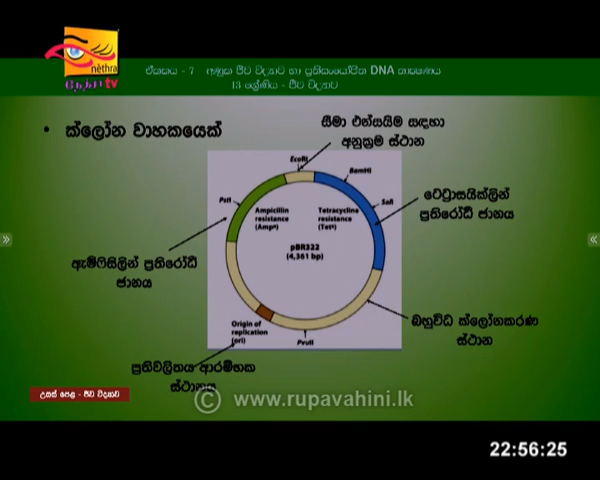 nethra
நேத்ரா tv
ඒකකය - 7 අණුක ජීව විද්‍යාව හා ප්‍රතිසංයෝජිත DNA තාක්ෂණය
13 ශ්‍රේණිය - ජීව විද්‍යාව
• ක්ලෝන වාහකයෙක්
සීමා එන්සයිම සඳහා
අනුක්‍රම ස්ථාන
EcoRI
BamHI
PstI
SalI
ටෙට්‍රාසයික්ලින්
ප්‍රතිරෝධී ජානය
Ampicillin
resistance
(Ampᴿ)
Tetracycline
resistance
(Tetᴿ)
pBR322
(4,361 bp)
ඇම්ෆිසිලින් ප්‍රතිරෝධී
ජානය
බහුවිධ ක්ලෝනකරණ
ස්ථාන
Origin of
replication
(ori)
PvuII
ප්‍රතිවලිතය ආරම්භක
ස්ථානය
උසස් පෙළ - ජීව විද්‍යාව
© www.rupavahini.lk
22:56:25